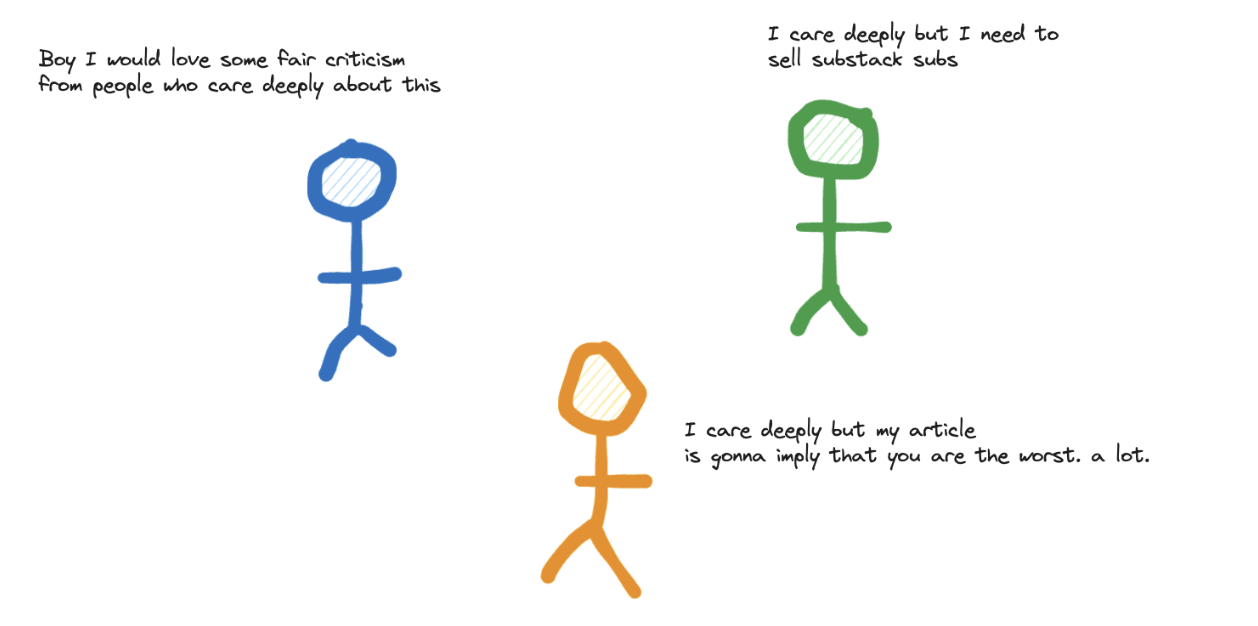 Boy I would love some fair criticism
from people who care deeply about this
I care deeply but I need to
sell substack subs
I care deeply but my article
is gonna imply that you are the worst. a lot.